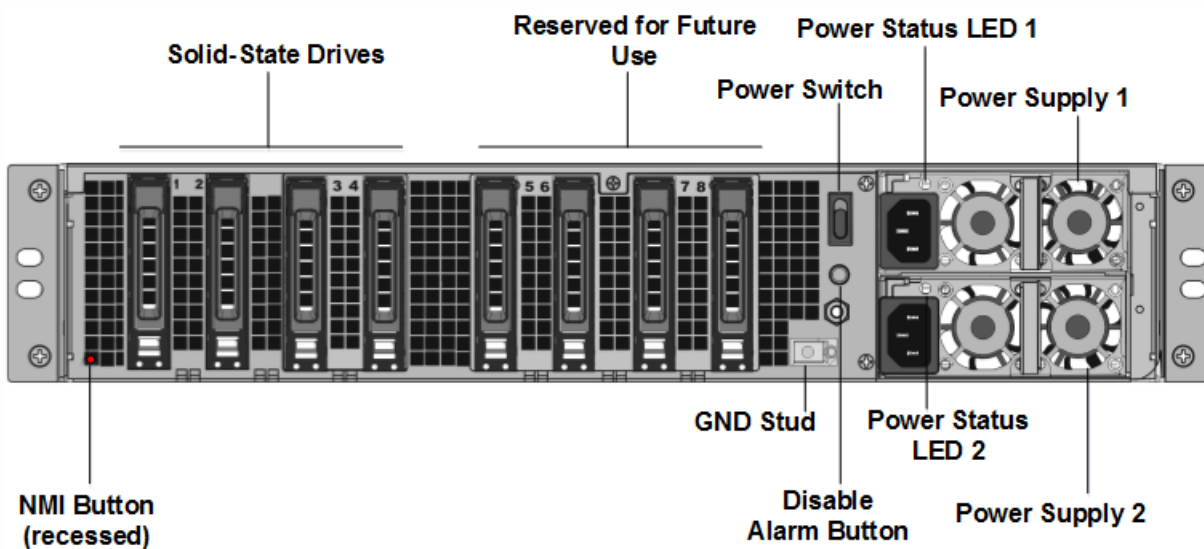 Solid-State Drives
Reserved for Future
Use
Power Status LED 1
Power Switch
Power Supply 1
1 2
3 4
5 6
7 8
GND Stud
Power Status
LED 2
NMI Button
(recessed)
Disable
Alarm Button
Power Supply 2